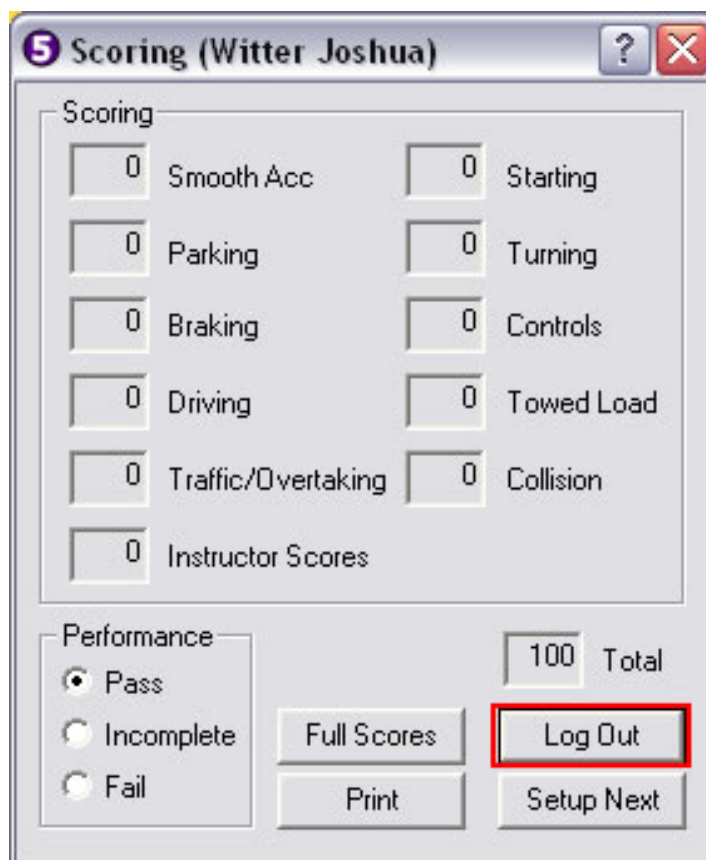 5 Scoring (Witter Joshua) ?
Scoring
0 Smooth Acc 0 Starting
0 Parking 0 Turning
0 Braking 0 Controls
0 Driving 0 Towed Load
0 Traffic/Overtaking 0 Collision
0 Instructor Scores
Performance
100 Total
Pass
Incomplete Full Scores Log Out
Fail Print Setup Next